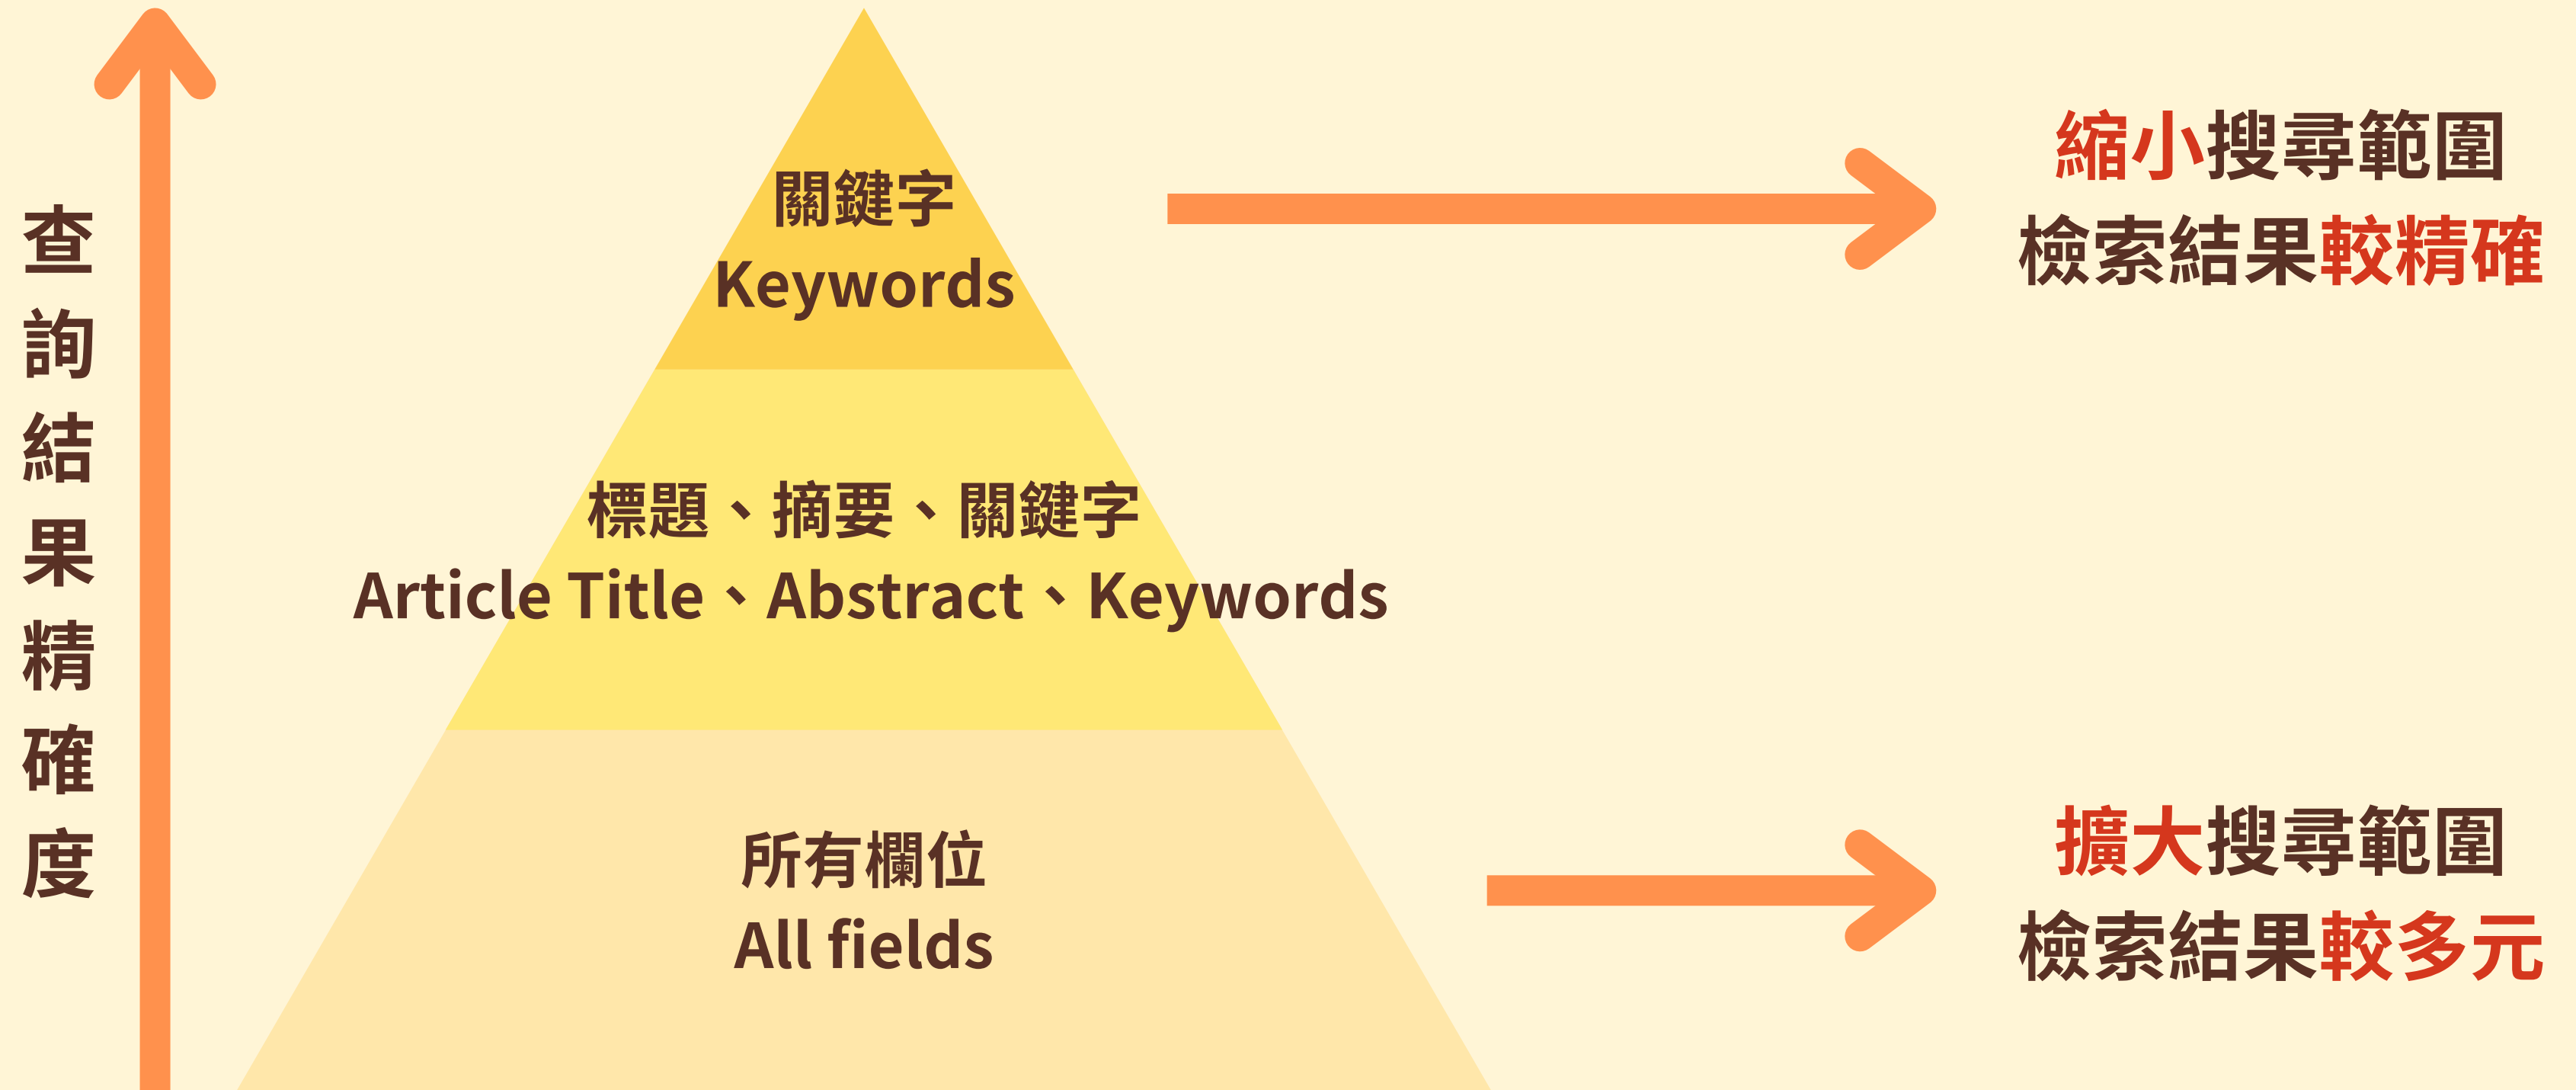 查詢結果精確度
關鍵字
Keywords
縮小搜尋範圍
檢索結果較精確
標題、摘要、關鍵字
Article Title、Abstract、Keywords
所有欄位
All fields
擴大搜尋範圍
檢索結果較多元